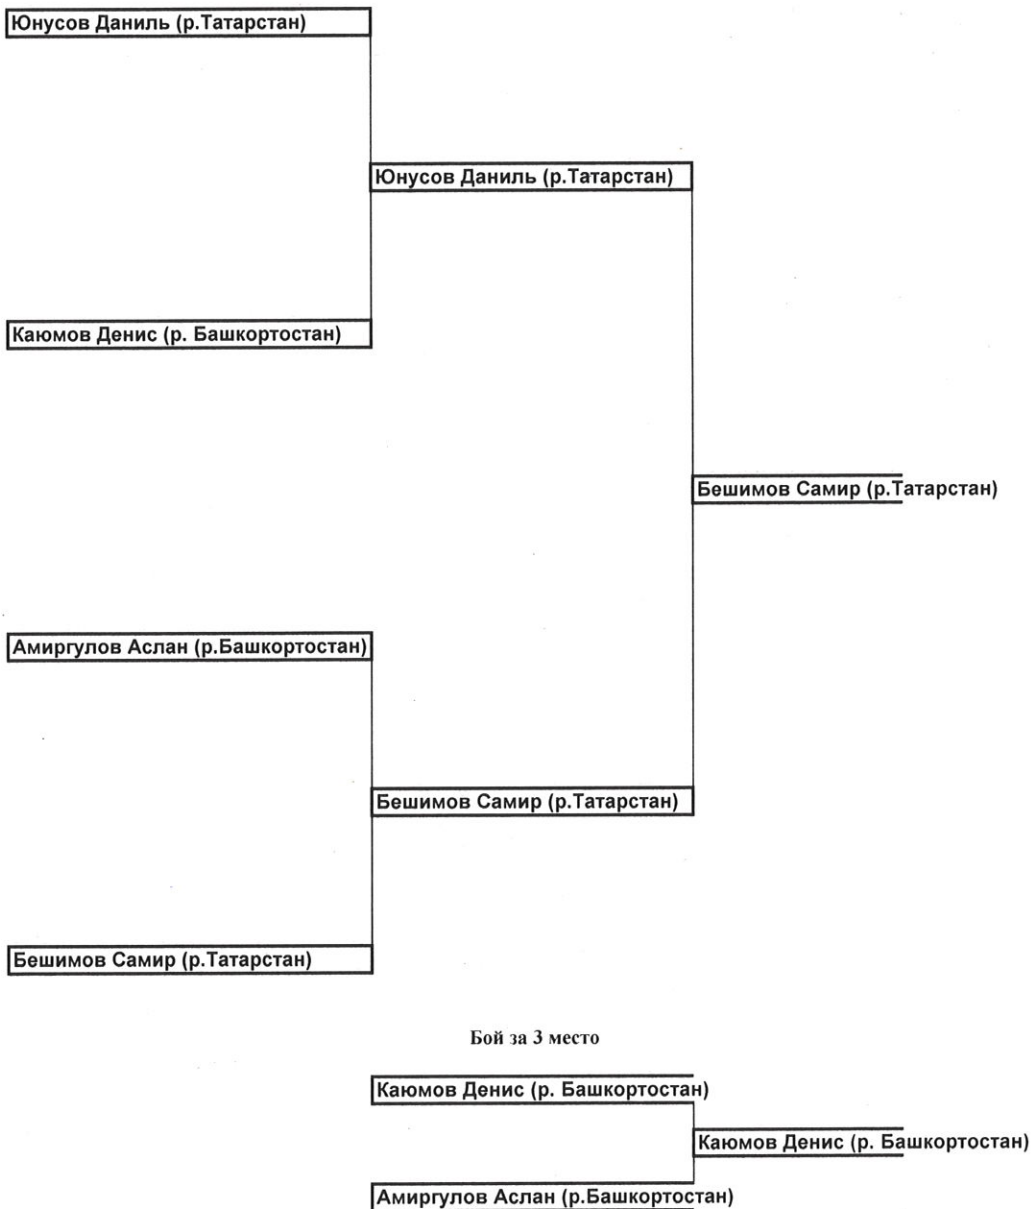 Юнусов Даниль (р.Татарстан)
Юнусов Даниль (р.Татарстан)
Каюмов Денис (р. Башкортостан)
Бешимов Самир (р.Татарстан)
Амиргулов Аслан (р.Башкортостан)
Бешимов Самир (р.Татарстан)
Бешимов Самир (р.Татарстан)
Бой за 3 место
Каюмов Денис (р. Башкортостан)
Каюмов Денис (р. Башкортостан)
Амиргулов Аслан (р.Башкортостан)